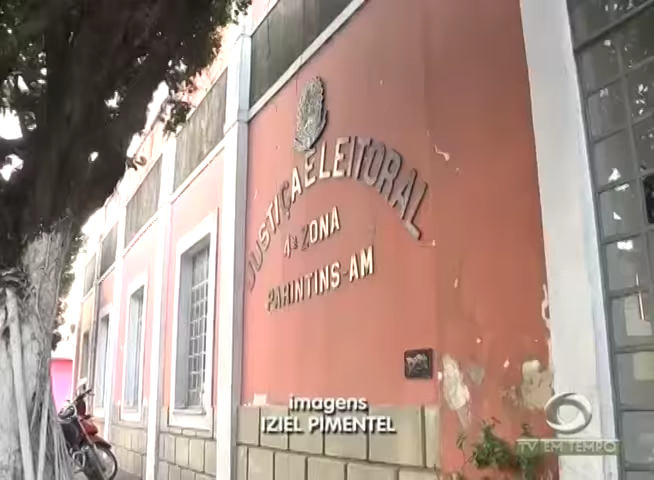 JUSTIÇA ELEITORAL
4ª ZONA
PARINTINS-AM
imagens
IZIEL PIMENTEL
TV EM TEMPO